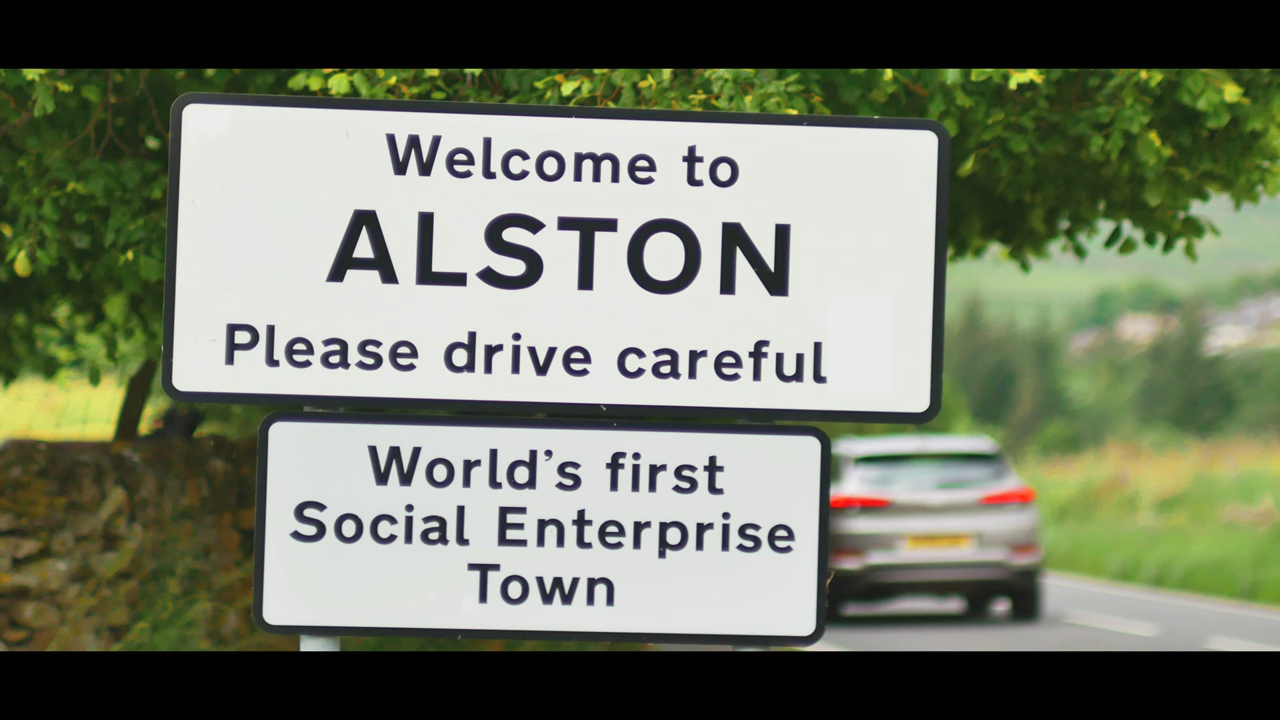 Welcome to
ALSTON
Please drive careful
World's first
Social Enterprise
Town